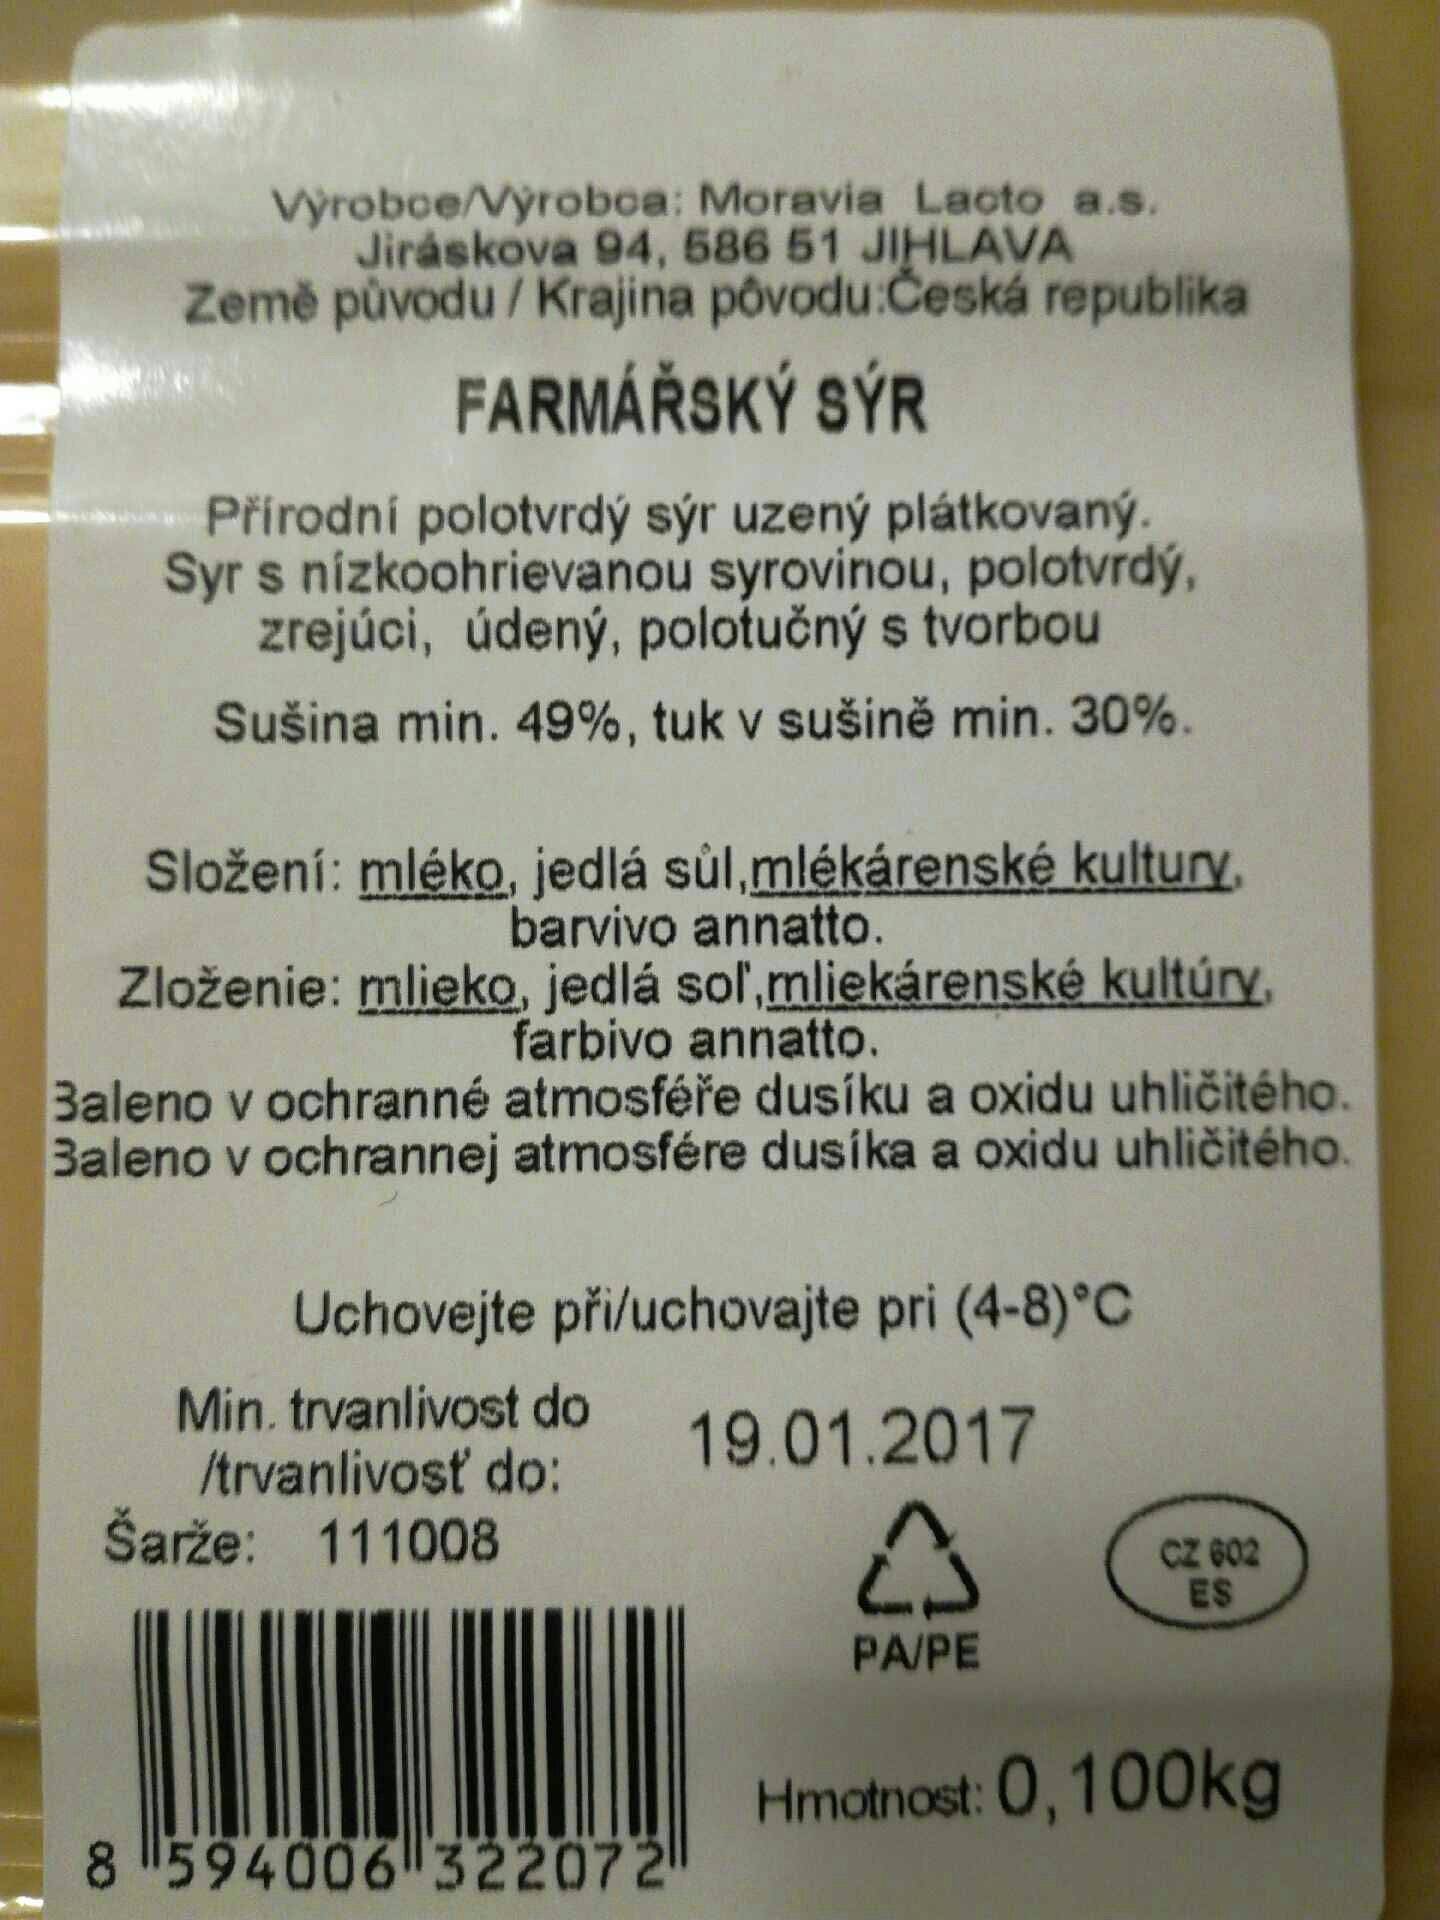 Výrobce/Výrobca: Moravia Lacto a.s.
Jiráskova 94, 586 51 JIHLAVA
Země původu / Krajina pôvodu:Česká republika
FARMÁŘSKÝ SÝR
Přírodní polotvrdý sýr uzený plátkovaný.
Syr s nízkoohrievanou syrovinou, polotvrdý,
zrejúci, údený, polotučný s tvorbou
Sušina min. 49%, tuk v sušině min. 30%.
Složení: mléko, jedlá sůl,mlékárenské kultury,
barvivo annatto.
Zloženie: mlieko, jedlá soľ,mliekárenské kultúry,
farbivo annatto.
Baleno v ochranné atmosféře dusíku a oxidu uhličitého.
Baleno v ochrannej atmosfére dusíka a oxidu uhličitého.
Uchovejte při/uchovajte pri (4-8)°C
Min. trvanlivost do
/trvanlivosť do:
19.01.2017
Šarže: 111008
CZ 602
ES
PA/PE
Hmotnost: 0,100kg
8 594006 322072